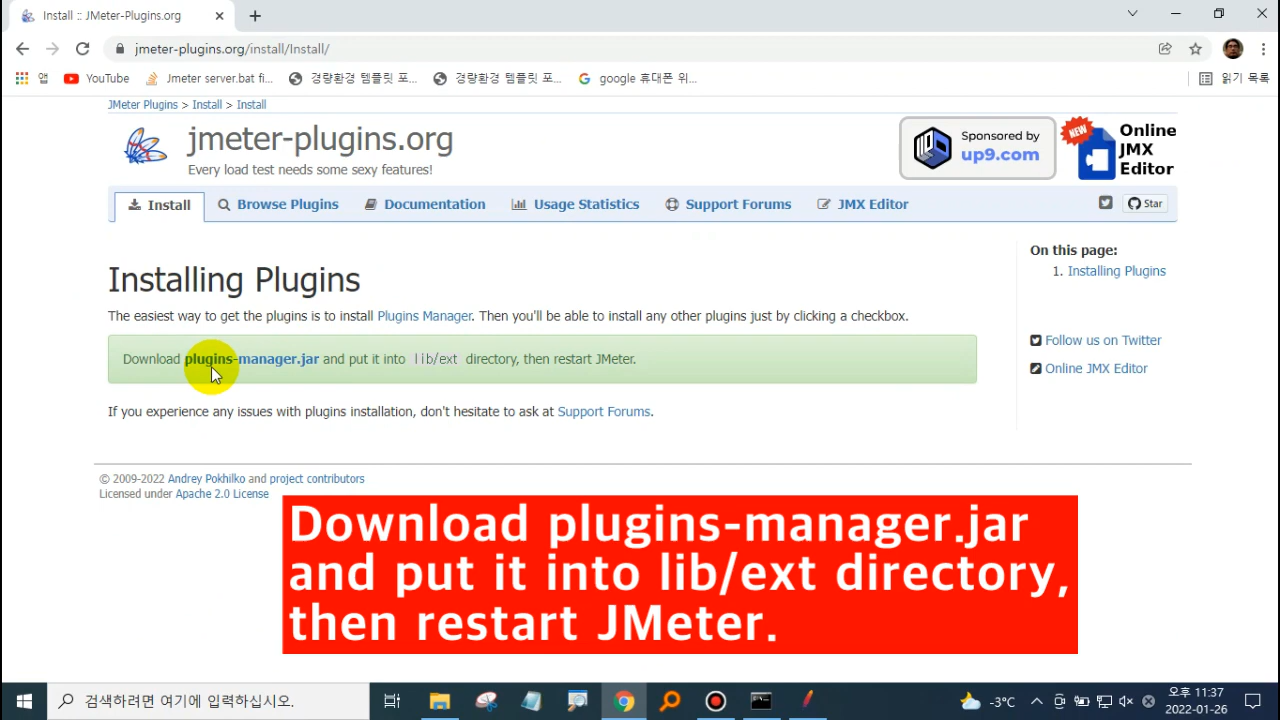 Install :: JMeter-Plugins.org
jmeter-plugins.org/install/Install/
앱 YouTube Jmeter server.bat fi... 경량환경 템플릿 포... 경량환경 템플릿 포... google 휴대폰 위... 읽기 목록
JMeter Plugins > Install > Install
jmeter-plugins.org
Every load test needs some sexy features!
Sponsored by
up9.com
NEW
Online
JMX
Editor
Install Browse Plugins Documentation Usage Statistics Support Forums JMX Editor Star
Installing Plugins
The easiest way to get the plugins is to install Plugins Manager. Then you'll be able to install any other plugins just by clicking a checkbox.
Download plugins-manager.jar and put it into lib/ext directory, then restart JMeter.
If you experience any issues with plugins installation, don't hesitate to ask at Support Forums.
On this page:
1. Installing Plugins
Follow us on Twitter
Online JMX Editor
© 2009-2022 Andrey Pokhilko and project contributors
Licensed under Apache 2.0 License
Download plugins-manager.jar
and put it into lib/ext directory,
then restart JMeter.
검색하려면 여기에 입력하십시오.
-3°C
오후 11:37
2022-01-26